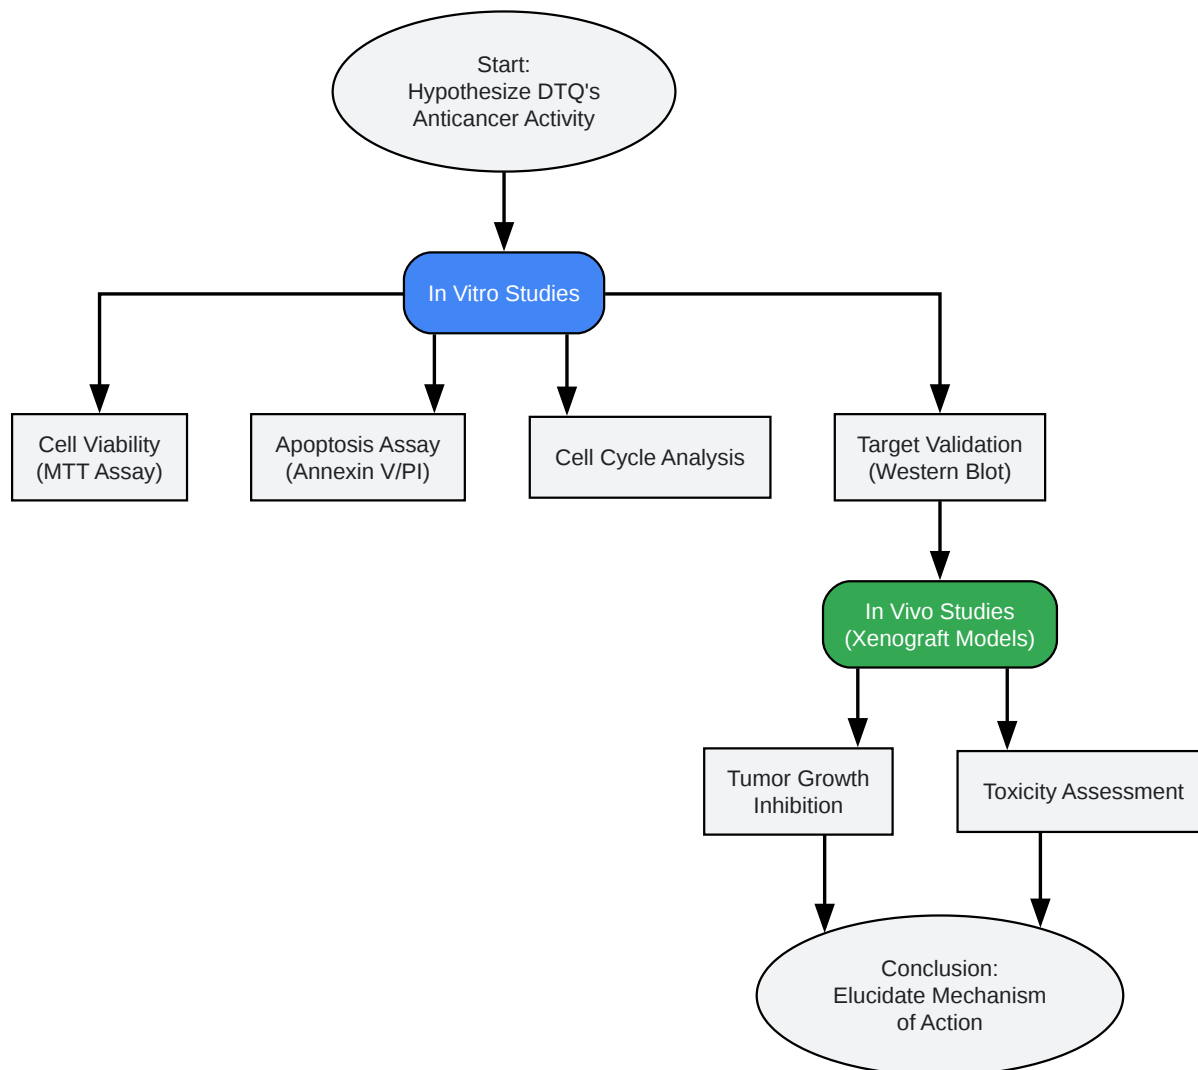 Start:
Hypothesize DTQ's
Anticancer Activity
In Vitro Studies
Cell Viability
(MTT Assay)
Apoptosis Assay
(Annexin V/PI)
Cell Cycle Analysis
Target Validation
(Western Blot)
In Vivo Studies
(Xenograft Models)
Tumor Growth
Inhibition
Toxicity Assessment
Conclusion:
Elucidate Mechanism
of Action